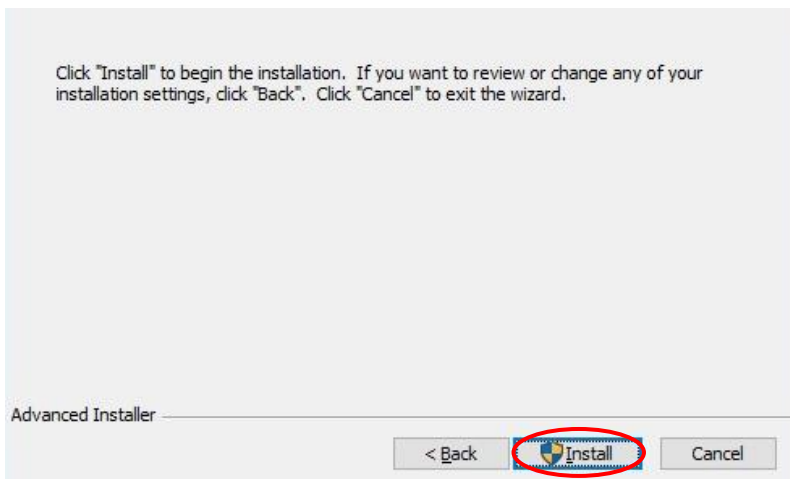 Click "Install" to begin the installation.  If you want to review or change any of your
installation settings, click "Back".  Click "Cancel" to exit the wizard.
Advanced Installer
< Back
Install
Cancel